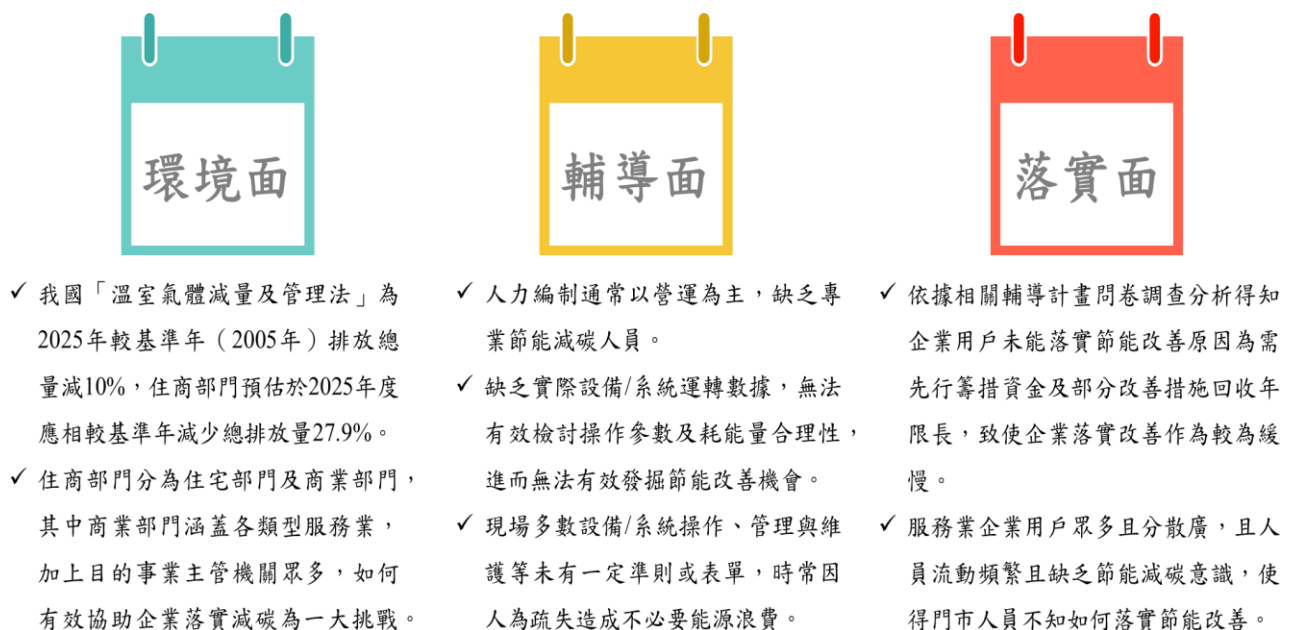 環境面
我國「溫室氣體減量及管理法」為
2025年較基準年（2005年）排放總
量減10%，住商部門預估於2025年度
應相較基準年減少總排放量27.9%。
住商部門分為住宅部門及商業部門，
其中商業部門涵蓋各類型服務業，
加上目的事業主管機關眾多，如何
有效協助企業落實減碳為一大挑戰。
輔導面
人力編制通常以營運為主，缺乏專
業節能減碳人員。
缺乏實際設備/系統運轉數據，無法
有效檢討操作參數及耗能量合理性，
進而無法有效發掘節能改善機會。
現場多數設備/系統操作、管理與維
護等未有一定準則或表單，時常因
人為疏失造成不必要能源浪費。
落實面
依據相關輔導計畫問卷調查分析得知
企業用戶未能落實節能改善原因為需
先行籌措資金及部分改善措施回收年
限長，致使企業落實改善作為較為緩
慢。
服務業企業用戶眾多且分散廣，且人
員流動頻繁且缺乏節能減碳意識，使
得門市人員不知如何落實節能改善。